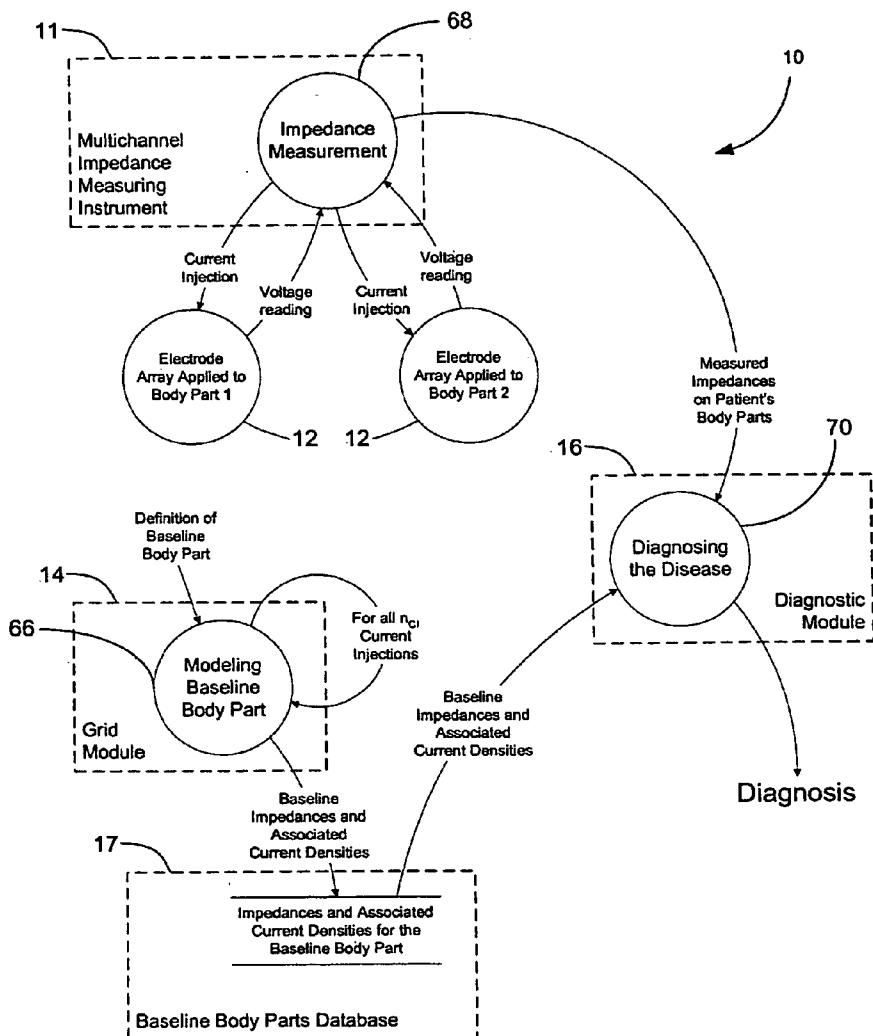 11
68
10
Multichannel
Impedance
Measuring
Instrument
Impedance
Measurement
Current
Injection
Voltage
reading
Current
Injection
Voltage
reading
Electrode
Array Applied to
Body Part 1
Electrode
Array Applied to
Body Part 2
12
12
Measured
Impedances
on Patient's
Body Parts
16
70
Diagnosing
the Disease
Diagnostic
Module
Definition of
Baseline
Body Part
14
66
For all nCI
Current
Injections
Modeling
Baseline
Body Part
Grid
Module
Baseline
Impedances and
Associated
Current Densities
Baseline
Impedances and
Associated
Current Densities
Diagnosis
17
Impedances and Associated
Current Densities for the
Baseline Body Part
Baseline Body Parts Database